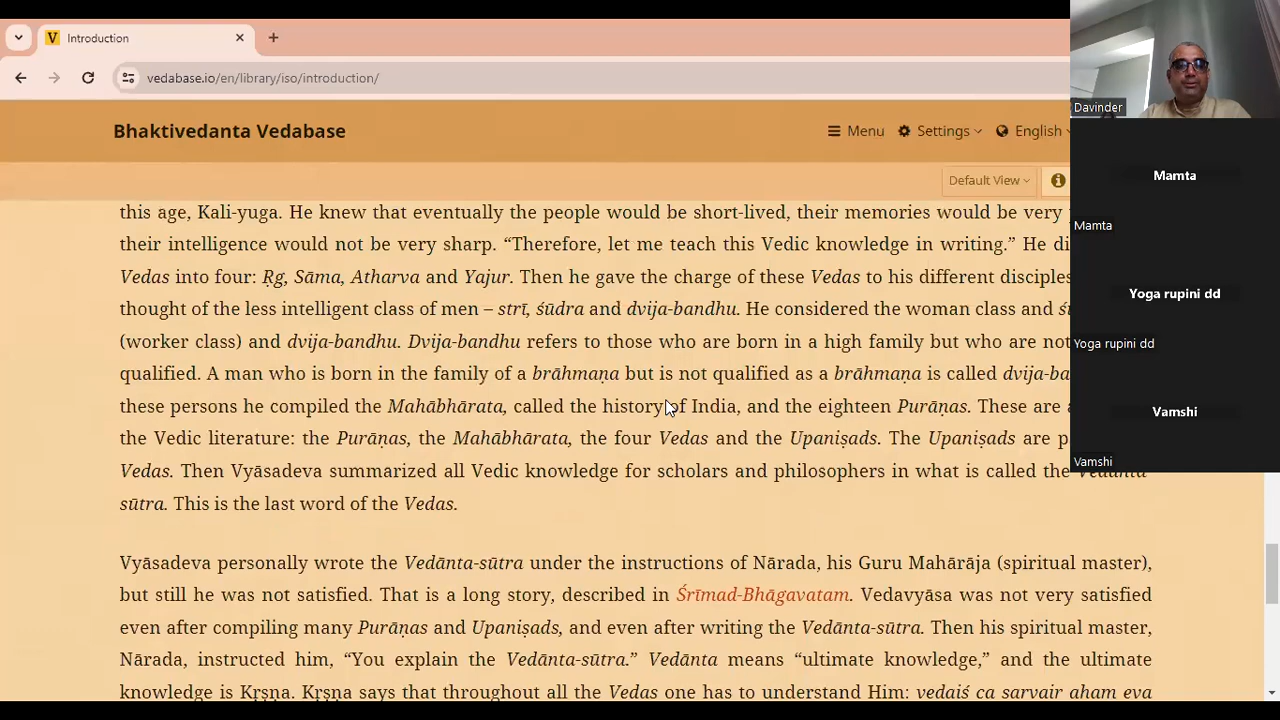 Introduction
vedabase.io/en/library/iso/introduction/
Bhaktivedanta Vedabase
Menu Settings English
Default View
this age, Kali-yuga. He knew that eventually the people would be short-lived, their memories would be very
their intelligence would not be very sharp. “Therefore, let me teach this Vedic knowledge in writing.” He di
Vedas into four: Ṛg, Sāma, Atharva and Yajur. Then he gave the charge of these Vedas to his different disciples
thought of the less intelligent class of men – strī, śūdra and dvija-bandhu. He considered the woman class and
(worker class) and dvija-bandhu. Dvija-bandhu refers to those who are born in a high family but who are not
qualified. A man who is born in the family of a brāhmaṇa but is not qualified as a brāhmaṇa is called dvija-ba
these persons he compiled the Mahābhārata, called the history of India, and the eighteen Purāṇas. These are
the Vedic literature: the Purāṇas, the Mahābhārata, the four Vedas and the Upaniṣads. The Upaniṣads are p
Vedas. Then Vyāsadeva summarized all Vedic knowledge for scholars and philosophers in what is called the Vedānta-
sūtra. This is the last word of the Vedas.
Vyāsadeva personally wrote the Vedānta-sūtra under the instructions of Nārada, his Guru Mahārāja (spiritual master),
but still he was not satisfied. That is a long story, described in Śrīmad-Bhāgavatam. Vedavyāsa was not very satisfied
even after compiling many Purāṇas and Upaniṣads, and even after writing the Vedānta-sūtra. Then his spiritual master,
Nārada, instructed him, “You explain the Vedānta-sūtra.” Vedānta means “ultimate knowledge,” and the ultimate
knowledge is Kṛṣṇa. Kṛṣṇa says that throughout all the Vedas one has to understand Him: vedaiś ca sarvair aham eva
Davinder
Mamta
Mamta
Yoga rupini dd
Yoga rupini dd
Vamshi
Vamshi